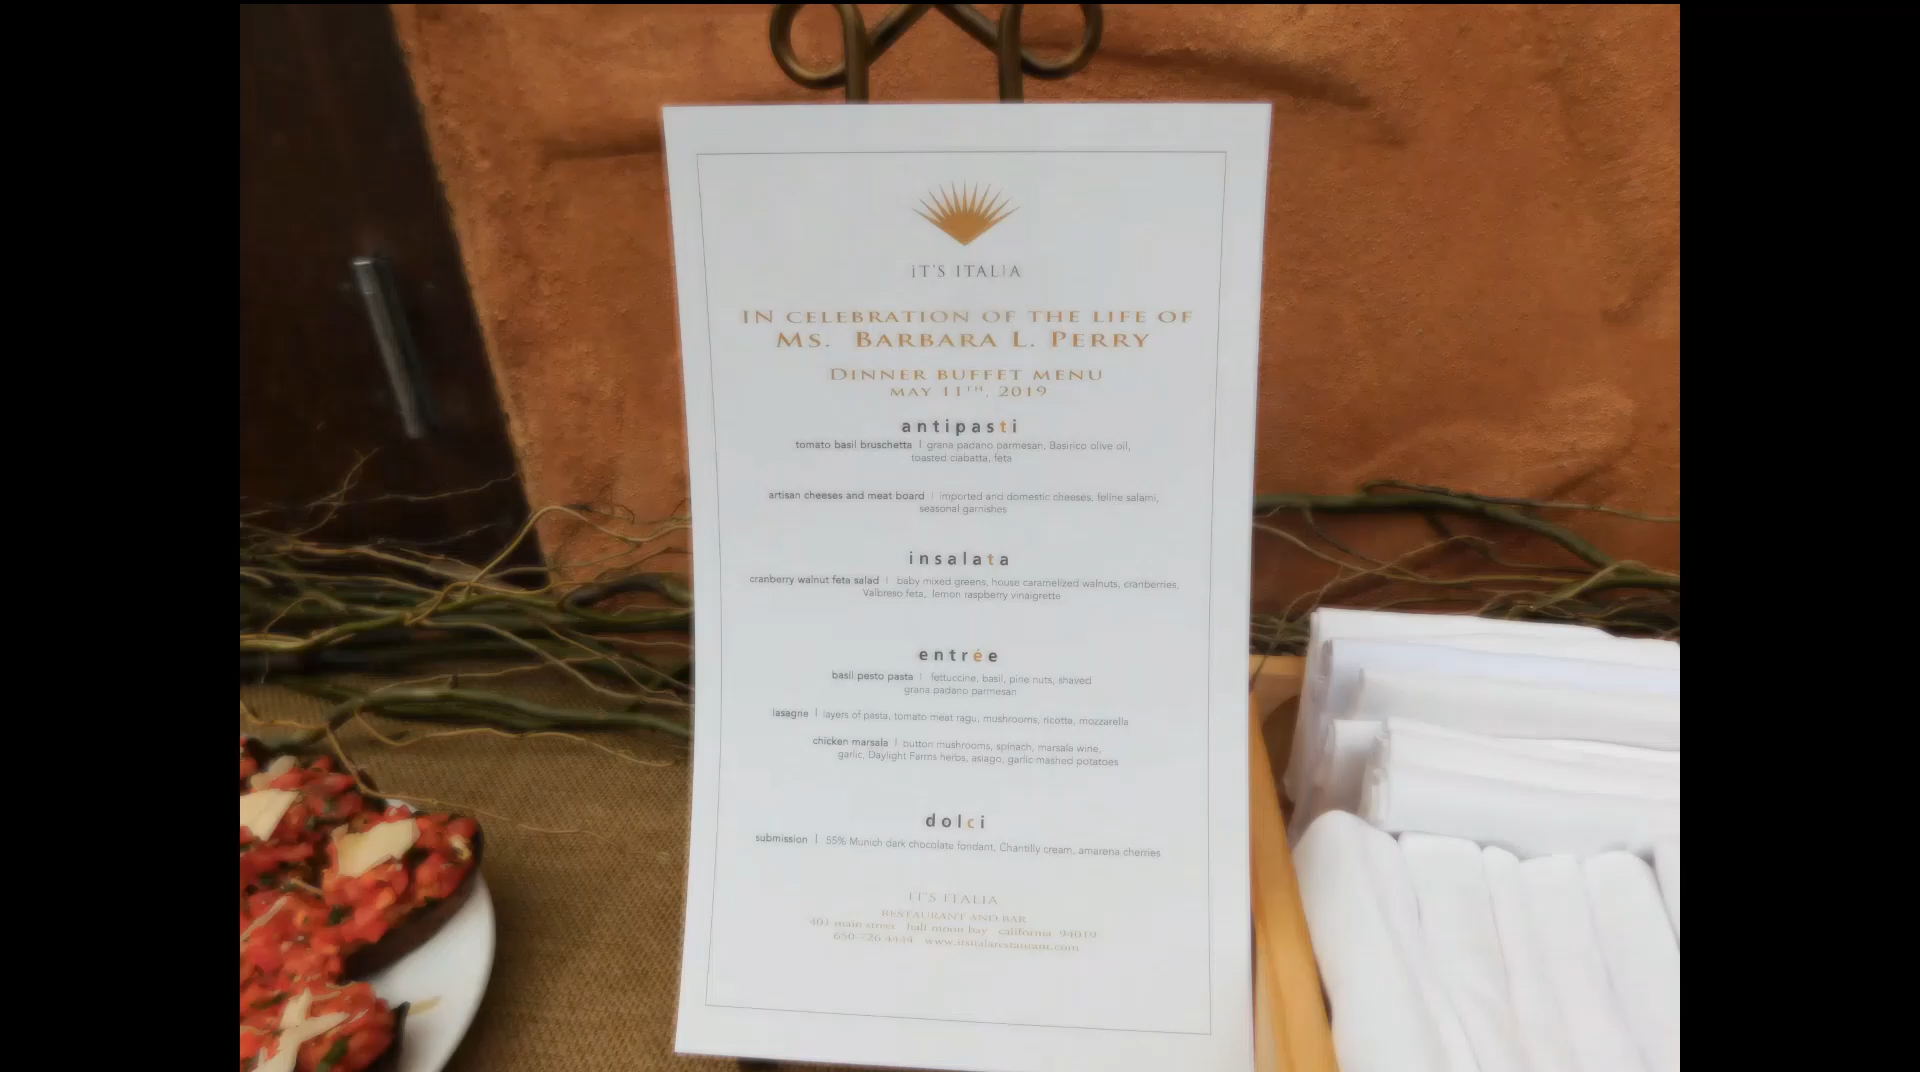 iT'S ITALIA
IN CELEBRATION OF THE LIFE OF
MS. BARBARA L. PERRY
DINNER BUFFET MENU
MAY 11TH, 2019
antipasti
tomato basil bruschetta | grana padano parmesan, Basirico olive oil,
toasted ciabatta, feta
artisan cheeses and meat board | imported and domestic cheeses, feline salami,
seasonal garnishes
insalata
cranberry walnut feta salad | baby mixed greens, house caramelized walnuts, cranberries,
Valbreso feta, lemon raspberry vinaigrette
entrée
basil pesto pasta | fettuccine, basil, pine nuts, shaved
grana padano parmesan
lasagne | layers of pasta, tomato meat ragu, mushrooms, ricotta, mozzarella
chicken marsala | button mushrooms, spinach, marsala wine,
garlic, Daylight Farms herbs, asiago, garlic mashed potatoes
dolci
submission | 55% Munich dark chocolate fondant, Chantilly cream, amarena cherries
IT'S ITALIA
RESTAURANT AND BAR
401 main street half moon bay california 94019
650 726 4444